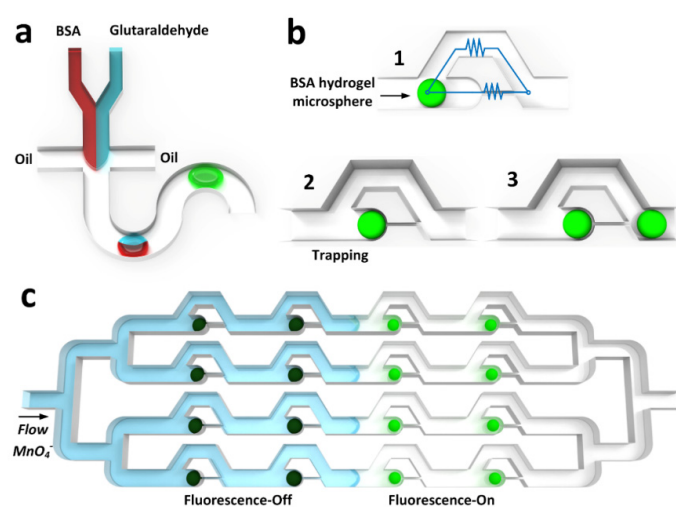 a
BSA
Glutaraldehyde
Oil
Oil
b
1
BSA hydrogel
microsphere
2
3
Trapping
c
Flow
MnO₄⁻
Fluorescence-Off
Fluorescence-On